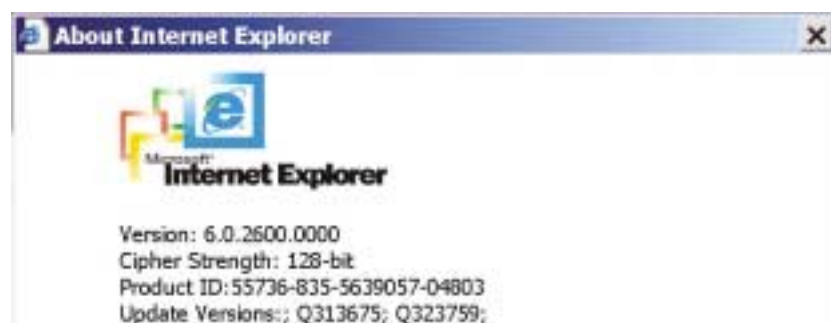 About Internet Explorer
Microsoft
Internet Explorer
Version: 6.0.2600.0000
Cipher Strength: 128-bit
Product ID:55736-835-5639057-04803
Update Versions:; Q313675; Q323759;